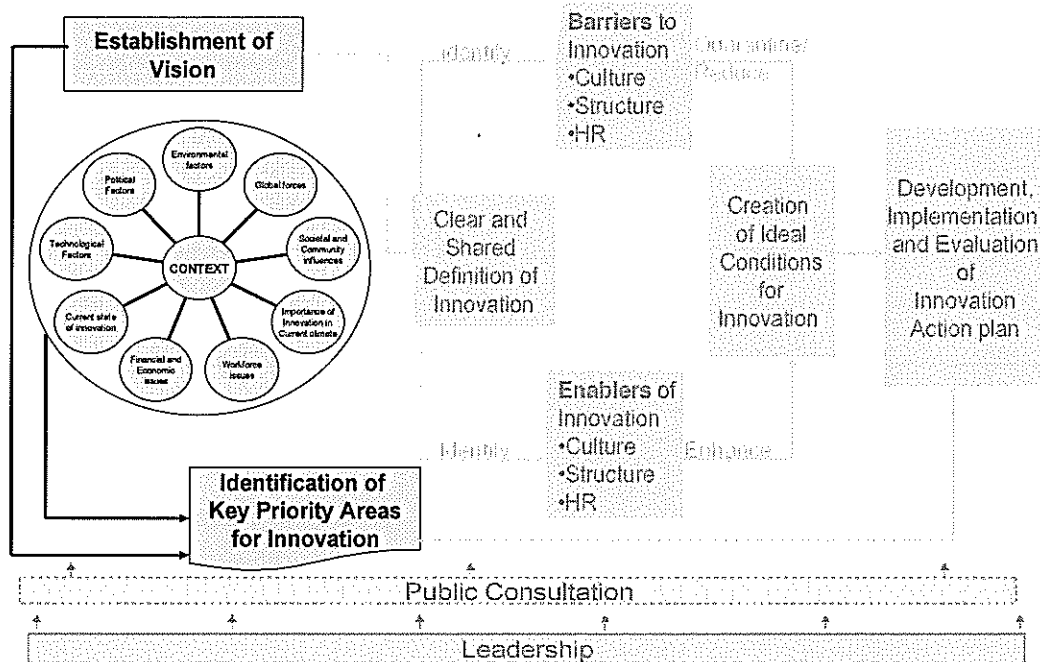 Establishment of
Vision
Identify
Barriers to
Innovation
•Culture
•Structure
•HR
Quarantine/
Reduce
Environmental
factors
Political
Factors
Global forces
Technological
Factors
CONTEXT
Societal and
Community
influences
Current state
of innovation
Importance of
Innovation in
Current climate
Financial and
Economic
issues
Workforce
issues
Clear and
Shared
Definition of
Innovation
Creation
of Ideal
Conditions
for
Innovation
Development,
Implementation
and Evaluation
of
Innovation
Action plan
Identify
Enablers of
Innovation
•Culture
•Structure
•HR
Enhance
Identification of
Key Priority Areas
for Innovation
Public Consultation
Leadership